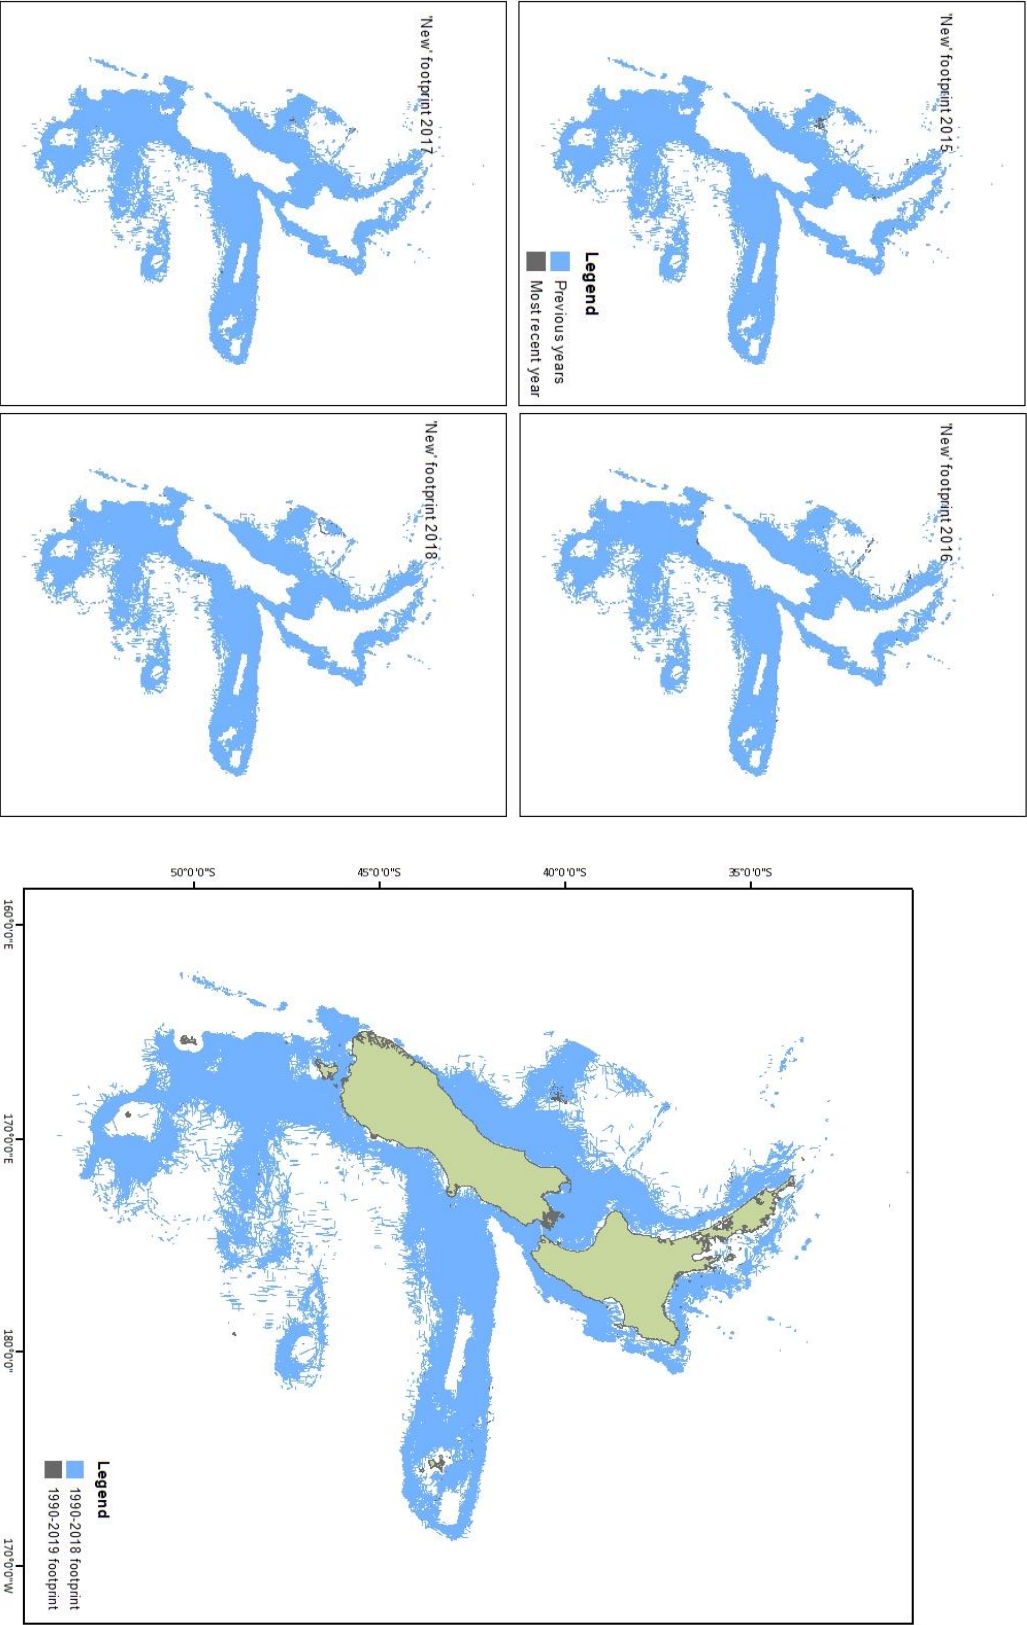 'New' footprint 2015
Legend
Previous years
Most recent year
'New' footprint 2016
'New' footprint 2017
'New' footprint 2018
35°0'0"S
40°0'0"S
45°0'0"S
50°0'0"S
160°0'0"E
170°0'0"E
180°0'0"
170°0'0"W
Legend
1990-2018 footprint
1990-2019 footprint